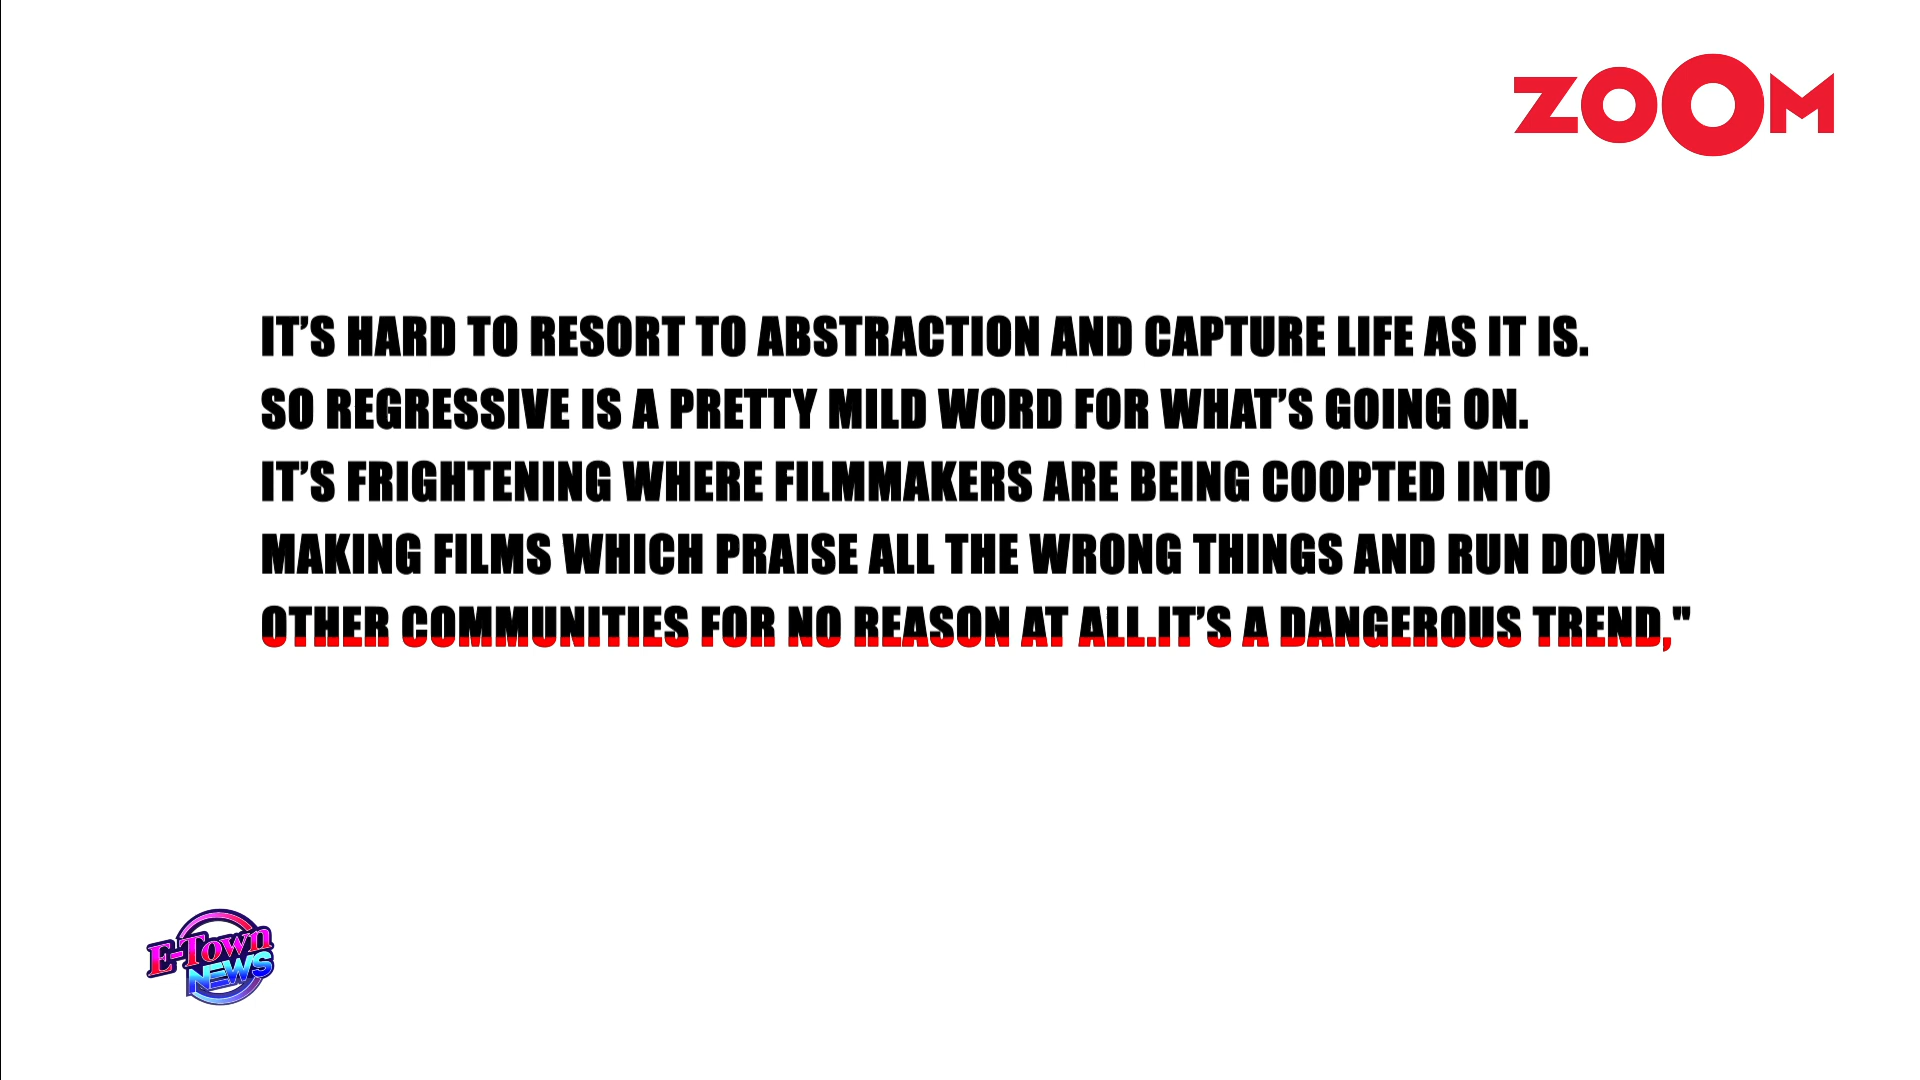 ZOOM
IT’S HARD TO RESORT TO ABSTRACTION AND CAPTURE LIFE AS IT IS.
SO REGRESSIVE IS A PRETTY MILD WORD FOR WHAT’S GOING ON.
IT’S FRIGHTENING WHERE FILMMAKERS ARE BEING COOPTED INTO
MAKING FILMS WHICH PRAISE ALL THE WRONG THINGS AND RUN DOWN
OTHER COMMUNITIES FOR NO REASON AT ALL.IT’S A DANGEROUS TREND,"
E-Town
NEWS